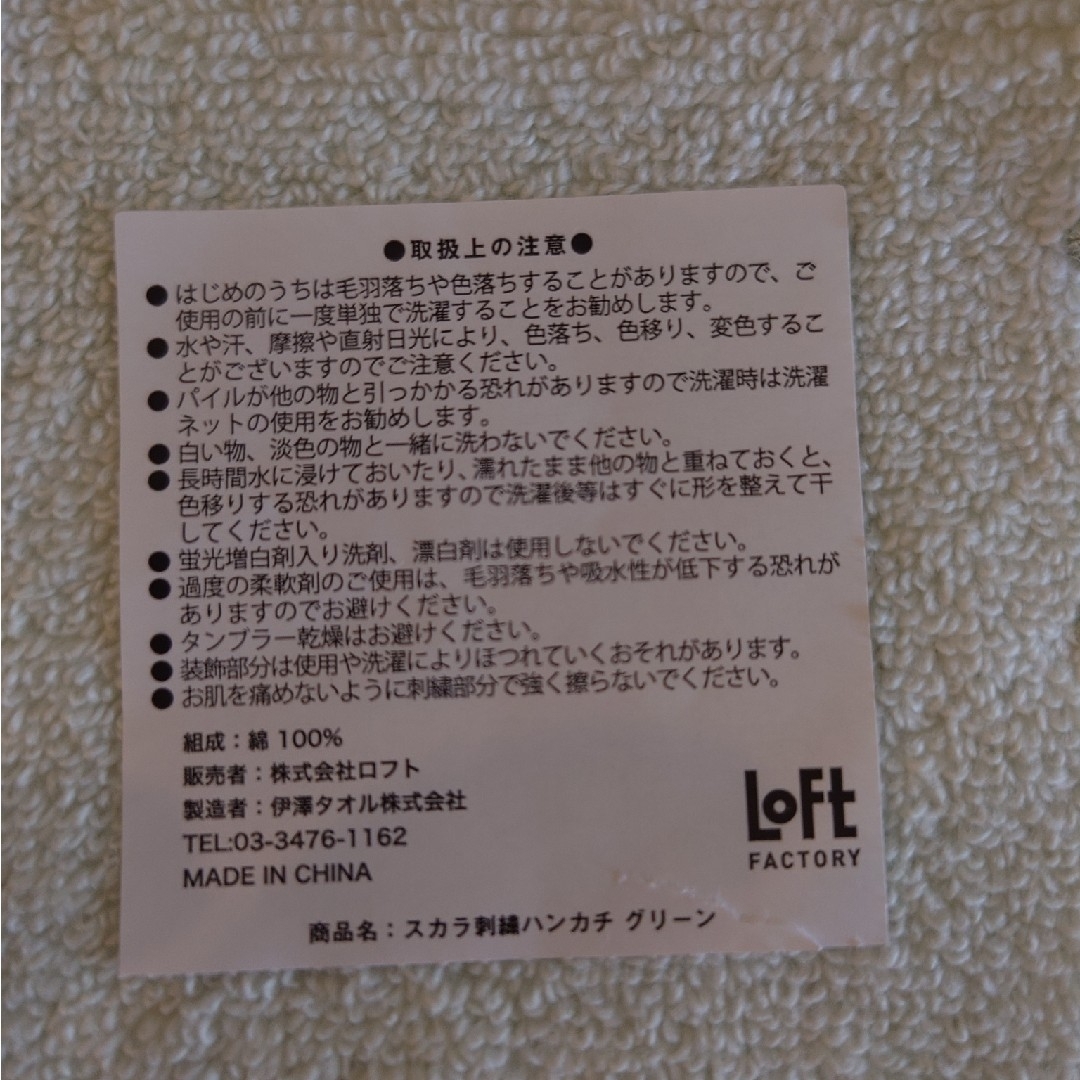 ●取扱上の注意●
● はじめのうちは毛羽落ちや色落ちすることがありますので、ご
使用の前に一度単独で洗濯することをお勧めします。
● 水や汗、摩擦や直射日光により、色落ち、色移り、変色するこ
とがございますのでご注意ください。
● パイルが他の物と引っかかる恐れがありますので洗濯時は洗濯
ネットの使用をお勧めします。
● 白い物、淡色の物と一緒に洗わないでください。
● 長時間水に浸けておいたり、濡れたまま他の物と重ねておくと、
色移りする恐れがありますので洗濯後等はすぐに形を整えて干
してください。
● 蛍光増白剤入り洗剤、漂白剤は使用しないでください。
● 過度の柔軟剤のご使用は、毛羽落ちや吸水性が低下する恐れが
ありますのでお避けください。
● タンブラー乾燥はお避けください。
● 装飾部分は使用や洗濯によりほつれていくおそれがあります。
● お肌を痛めないように刺繍部分で強く擦らないでください。
組成：綿 100%
販売者：株式会社ロフト
製造者：伊澤タオル株式会社
TEL:03-3476-1162
MADE IN CHINA
LOFt
FACTORY
商品名：スカラ刺繍ハンカチ グリーン